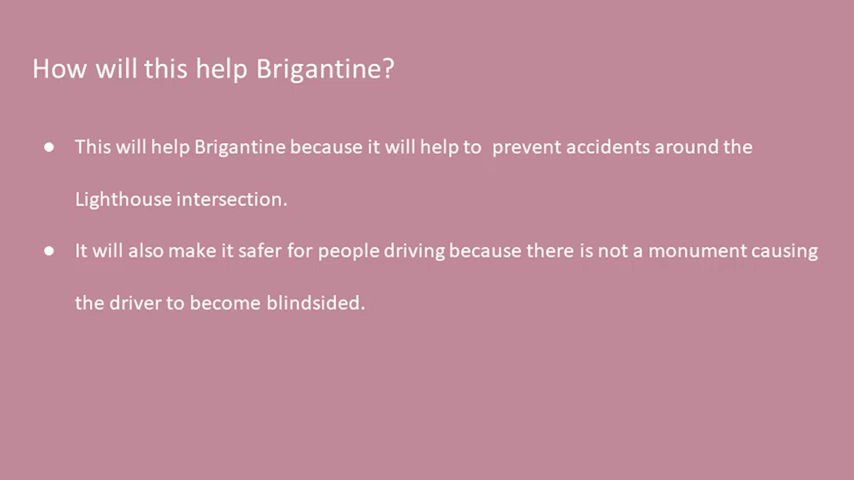 How will this help Brigantine?
● This will help Brigantine because it will help to  prevent accidents around the
Lighthouse intersection.
● It will also make it safer for people driving because there is not a monument causing
the driver to become blindsided.